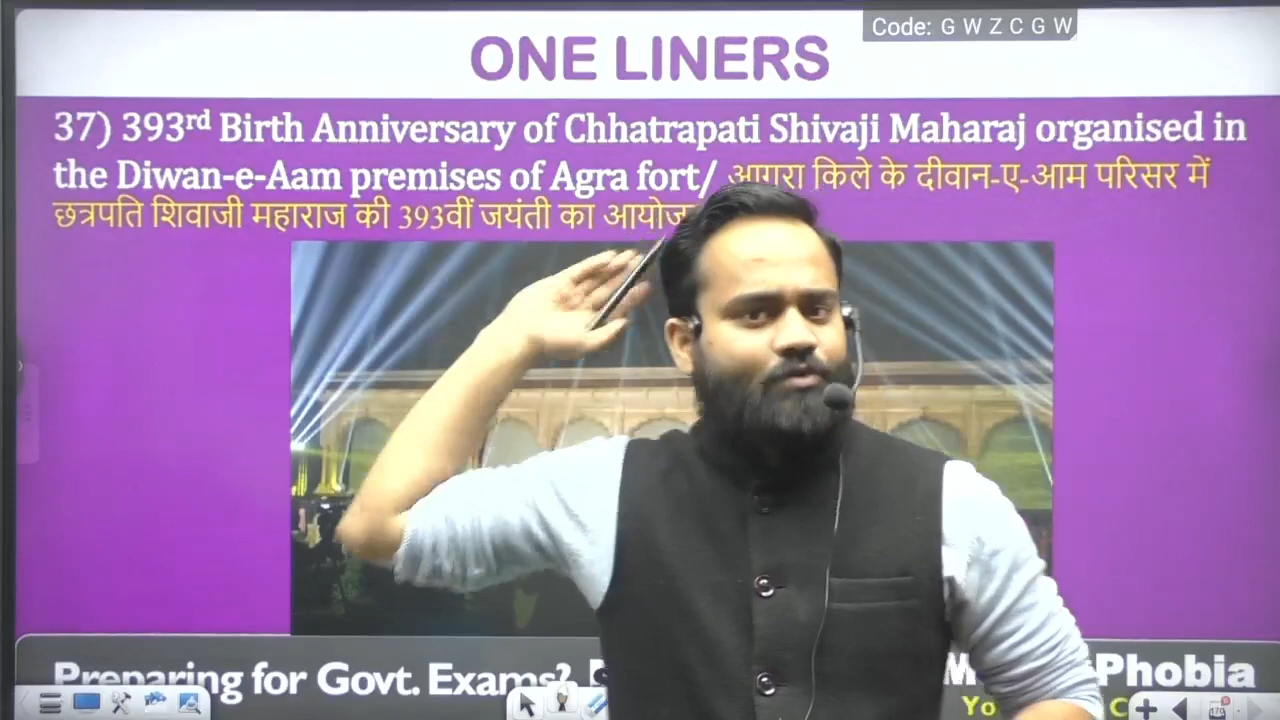 Code: G W Z C G W
ONE LINERS
37) 393rd Birth Anniversary of Chhatrapati Shivaji Maharaj organised in
the Diwan-e-Aam premises of Agra fort/ आगरा किले के दीवान-ए-आम परिसर में
छत्रपति शिवाजी महाराज की 393वीं जयंती का
Preparing for Govt. Exams?
Phobia